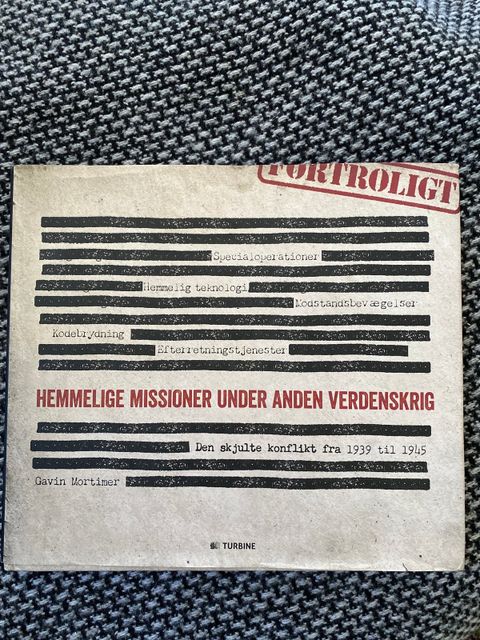 FORTROLIGT
Specialoperationer
Hemmelig teknologi
Modstandsbevægelser
Kodebrydning
Efterretningstjenester
HEMMELIGE MISSIONER UNDER ANDEN VERDENSKRIG
Den skjulte konflikt fra 1939 til 1945
Gavin Mortimer
TURBINE